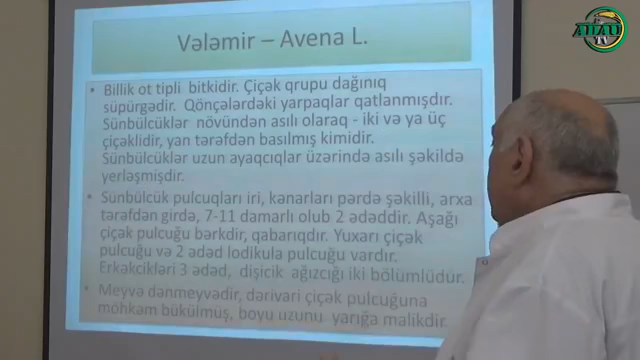 Vələmir – Avena L.
Billik ot tipli bitkidir. Çiçək qrupu dağınıq
süpürgədir. Qönçələrdəki yarpaqlar qatlanmışdır.
Sünbülcüklər növündən asılı olaraq - iki və ya üç
çiçəklidir, yan tərəfdən basılmış kimidir.
Sünbülcüklər uzun ayaqcıqlar üzərində asılı şəkildə
yerləşmişdir.
Sünbülcük pulcuqları iri, kənarları pərdə şəkilli, arxa
tərəfdən girdə, 7-11 damarlı olub 2 ədəddir. Aşağı
çiçək pulcuğu bərkdir, qabarıqdır. Yuxarı çiçək
pulcuğu və 2 ədəd lodikula pulcuğu vardır.
Erkəkcikləri 3 ədəd, dişicik ağızcığı iki bölümlüdur.
Meyvə dənmeyvədir, dərivari çiçək pulcuğuna
möhkəm bükülmüş, boyu uzunu yarığa malikdir.
ADAU
TV